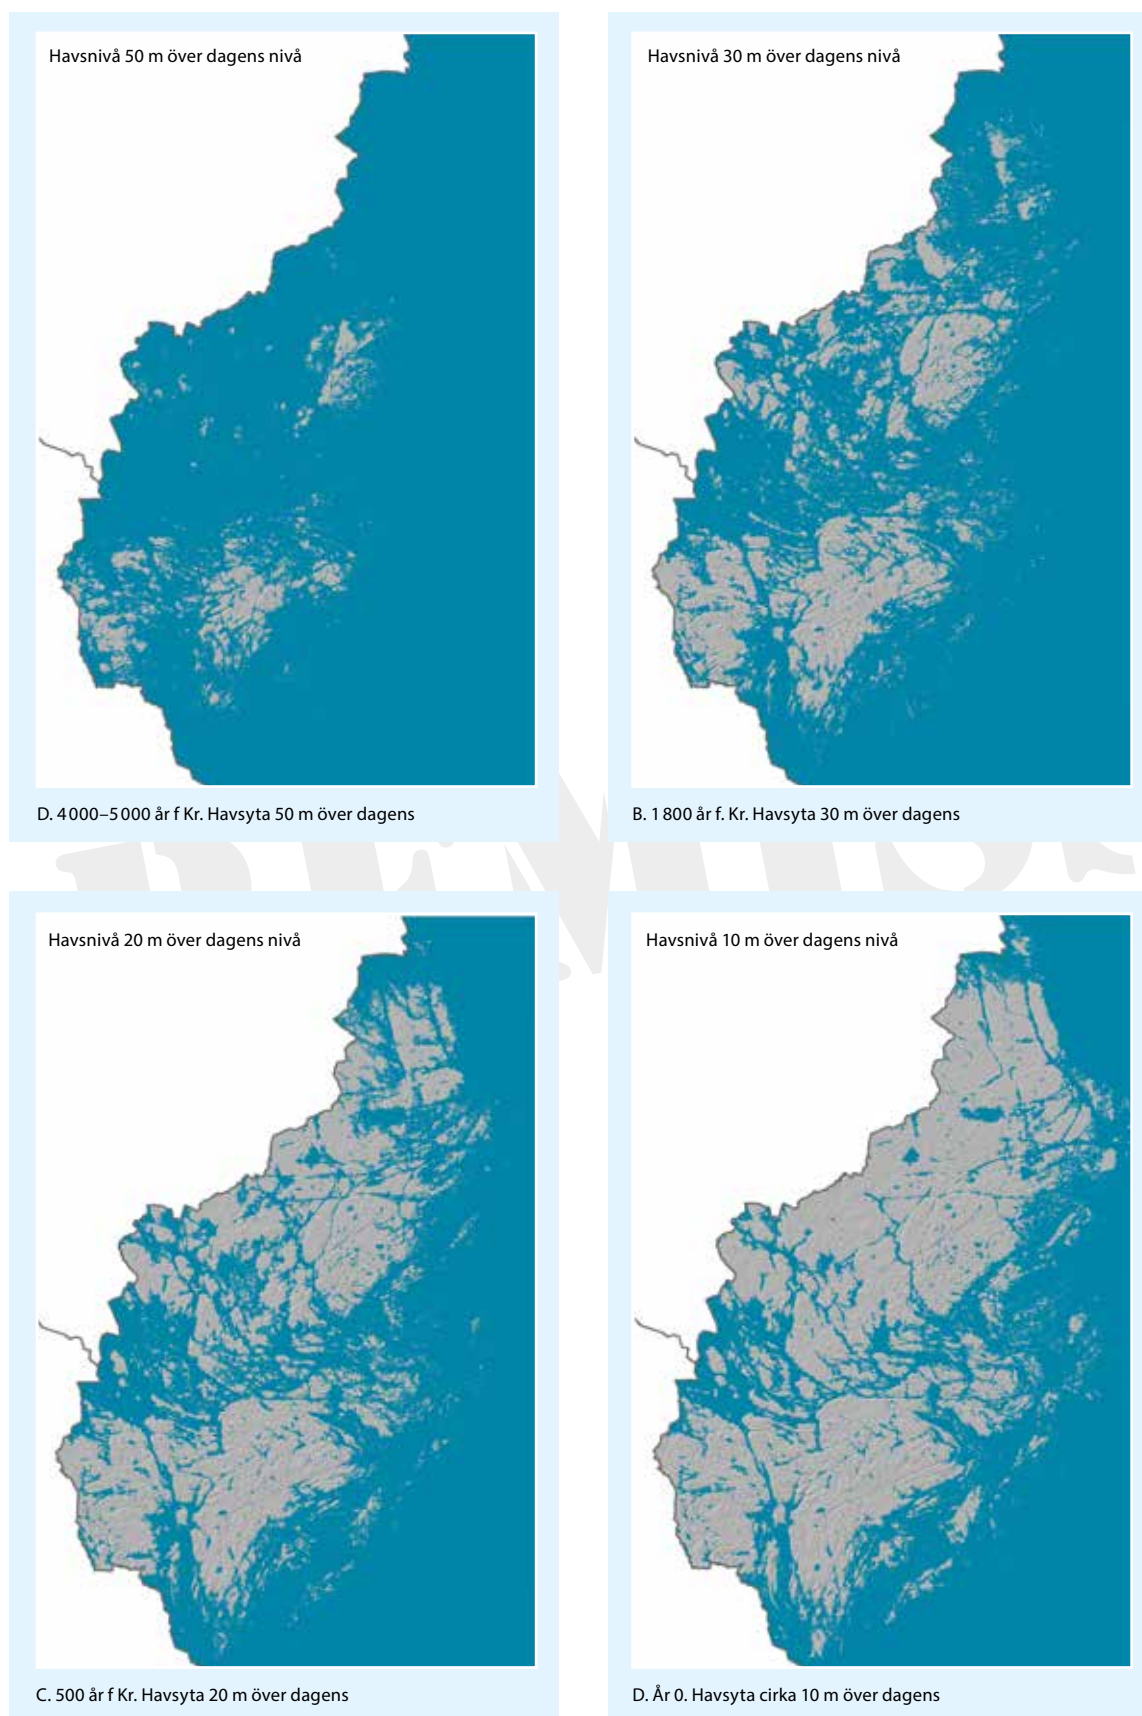 Havsnivå 50 m över dagens nivå
D. 4 000–5 000 år f Kr. Havsyta 50 m över dagens
Havsnivå 30 m över dagens nivå
B. 1 800 år f. Kr. Havsyta 30 m över dagens
Havsnivå 20 m över dagens nivå
C. 500 år f Kr. Havsyta 20 m över dagens
Havsnivå 10 m över dagens nivå
D. År 0. Havsyta cirka 10 m över dagens